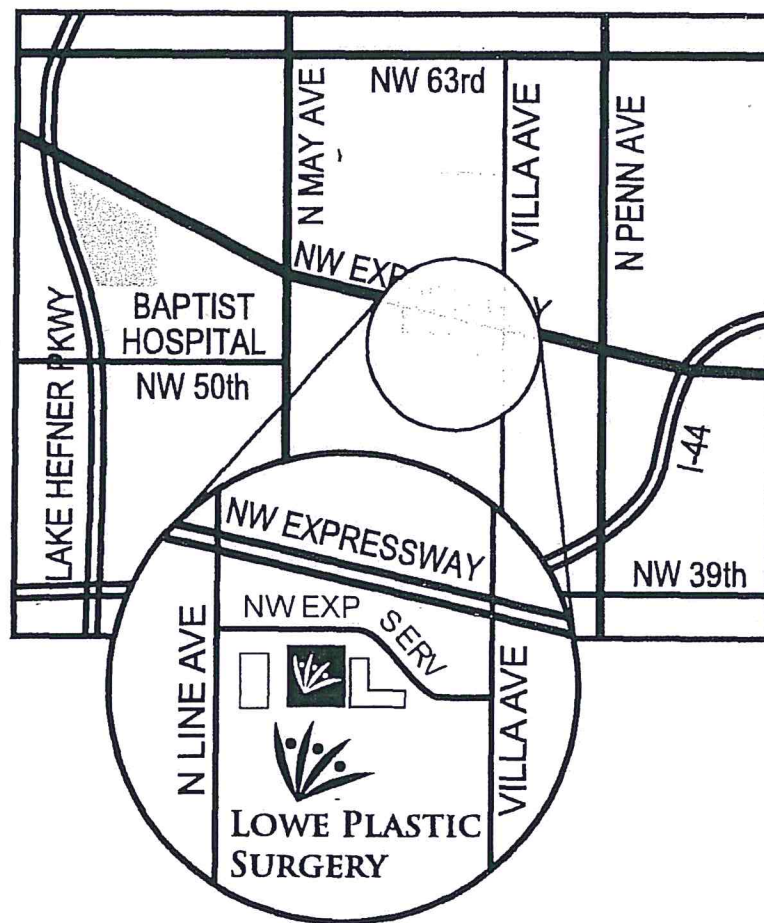 NW 63rd
N MAY AVE
VILLA AVE
N PENN AVE
NW EXP
Y
BAPTIST
HOSPITAL
NW 50th
LAKE HEFNER PKWY
I-44
NW 39th
NW EXPRESSWAY
NW EXP SERV
N LINE AVE
VILLA AVE
LOWE PLASTIC
SURGERY